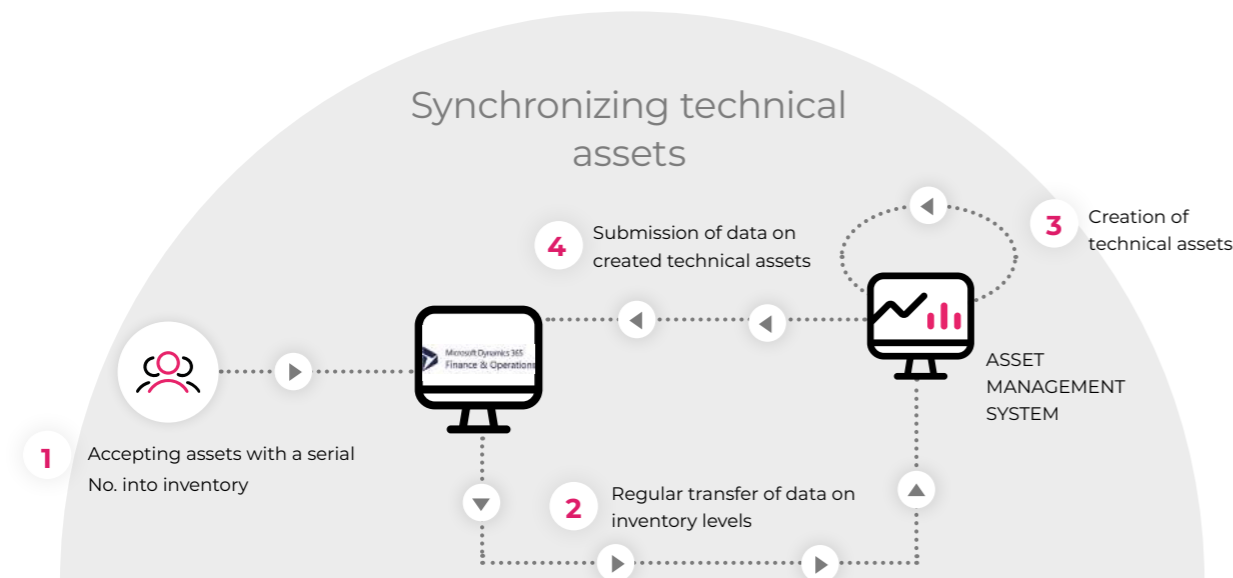 Synchronizing technical
assets
3
Creation of
technical assets
4
Submission of data on
created technical assets
Microsoft Dynamics 365
Finance & Operations
ASSET
MANAGEMENT
SYSTEM
1
Accepting assets with a serial
No. into inventory
2
Regular transfer of data on
inventory levels